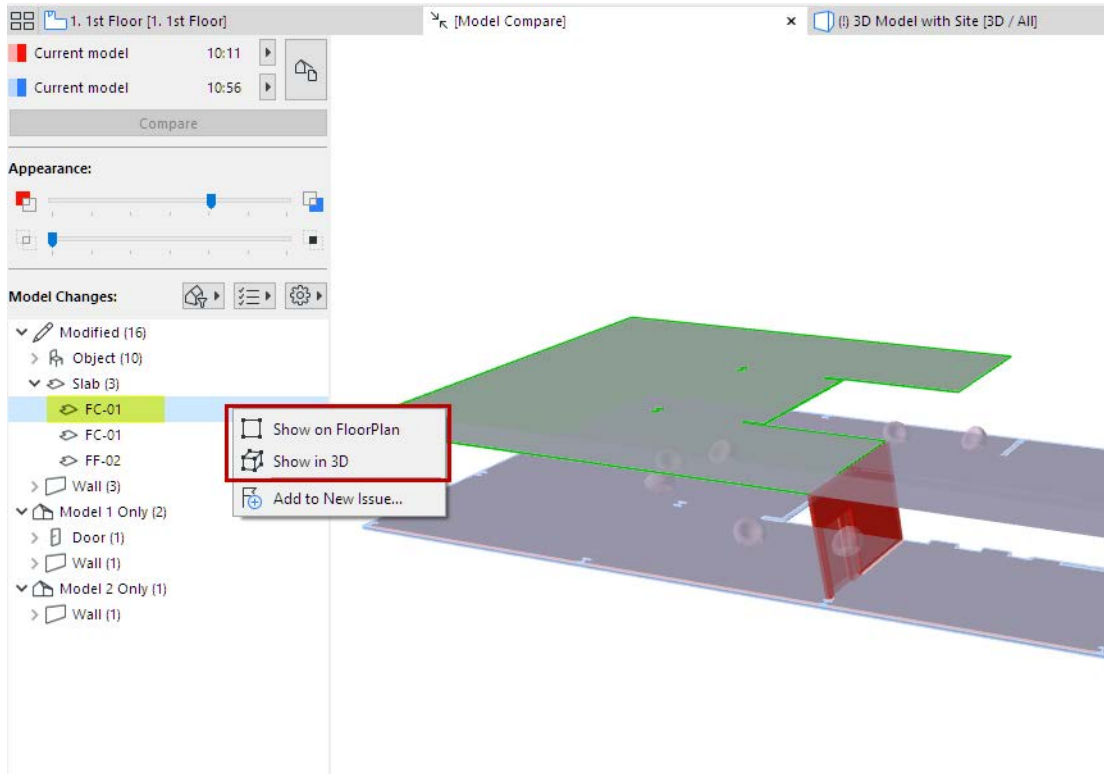 1. 1st Floor [1. 1st Floor]
[Model Compare]
(!) 3D Model with Site [3D / All]
Current model 10:11
Current model 10:56
Compare
Appearance:
Model Changes:
Modified (16)
Object (10)
Slab (3)
FC-01
FC-01
FF-02
Wall (3)
Model 1 Only (2)
Door (1)
Wall (1)
Model 2 Only (1)
Wall (1)
Show on FloorPlan
Show in 3D
Add to New Issue...